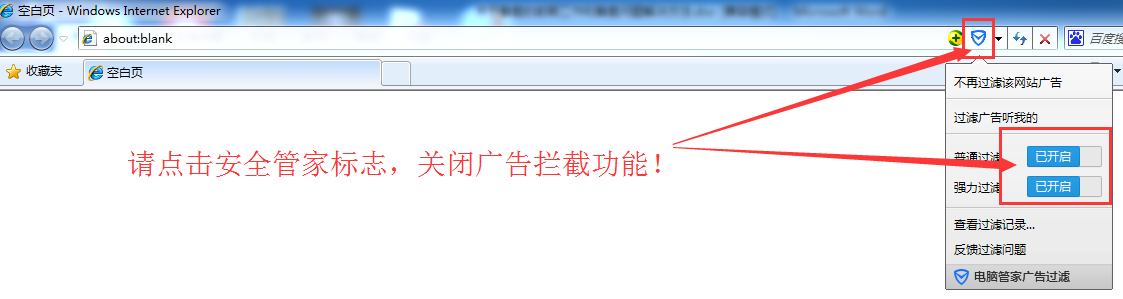 空白页 - Windows Internet Explorer
about:blank
百度搜
收藏夹
空白页
不再过滤该网站广告
过滤广告听我的
请点击安全管家标志，关闭广告拦截功能！
普通过滤
已开启
强力过滤
已开启
查看过滤记录...
反馈过滤问题
电脑管家广告过滤